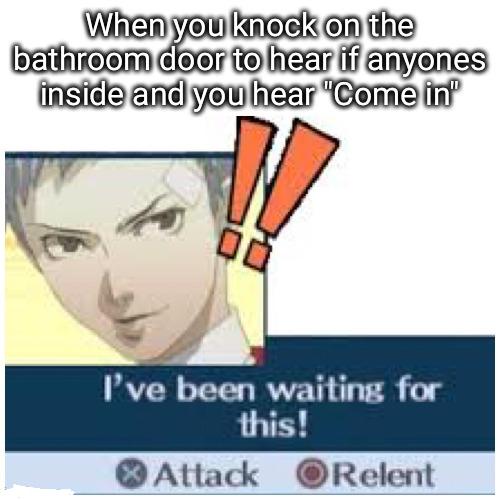 When you knock on the
bathroom door to hear if anyones
inside and you hear "Come in"
!!
I've been waiting for
this!
Attack Relent